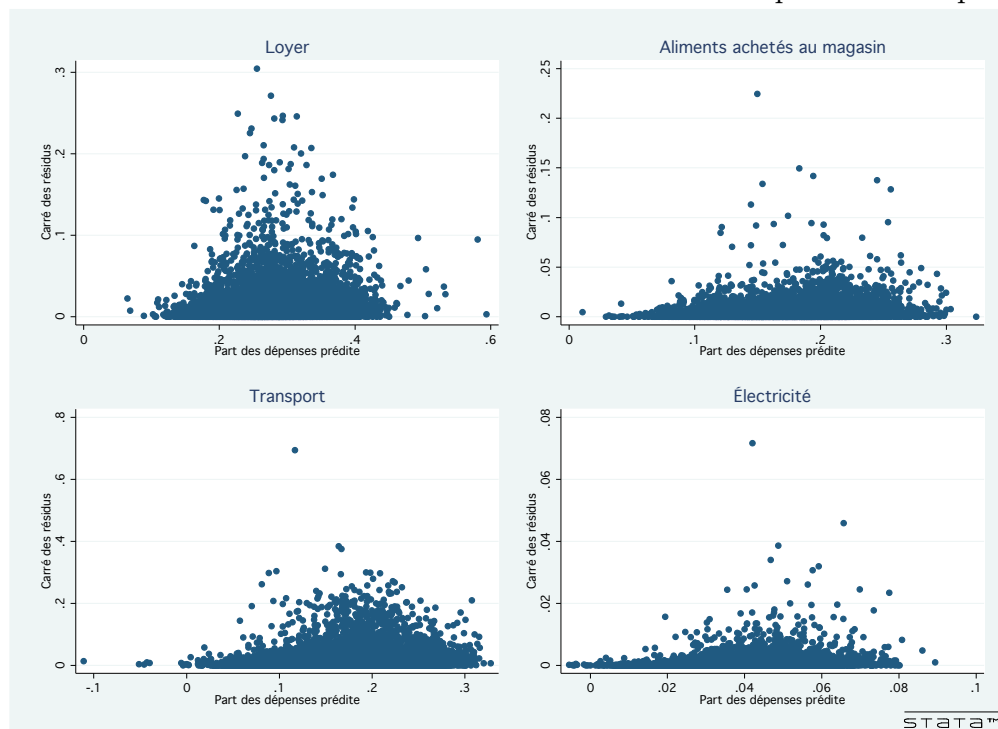 Loyer
Carré des résidus
0 .1 .2 .3
0 .2 .4 .6
Part des dépenses prédite
Aliments achetés au magasin
Carré des résidus
0 .05 .1 .15 .2 .25
0 .1 .2 .3
Part des dépenses prédite
Transport
Carré des résidus
0 .2 .4 .6 .8
-.1 0 .1 .2 .3
Part des dépenses prédite
Électricité
Carré des résidus
0 .02 .04 .06 .08
0 .02 .04 .06 .08 .1
Part des dépenses prédite
STATA™